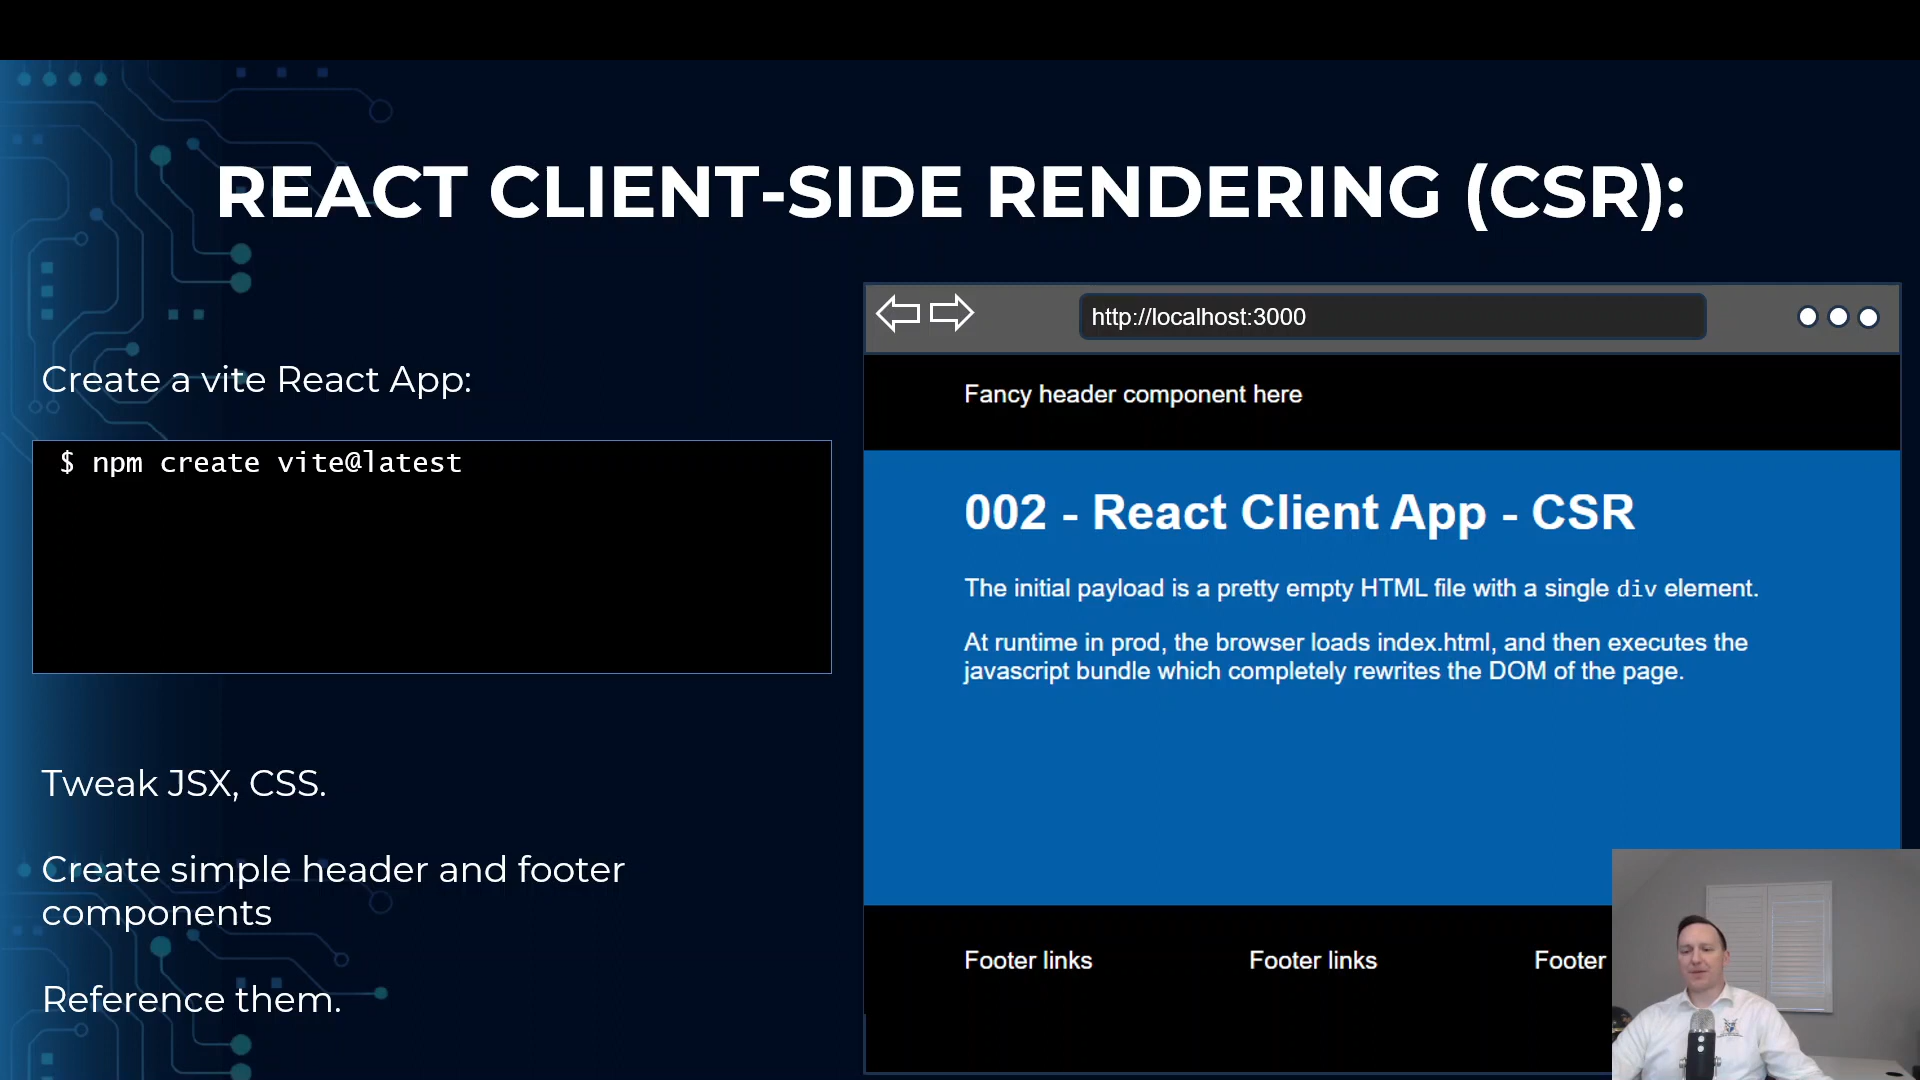 REACT CLIENT-SIDE RENDERING (CSR):
Create a vite React App:
$ npm create vite@latest
Tweak JSX, CSS.
Create simple header and footer
components
Reference them.
http://localhost:3000
Fancy header component here
002 - React Client App - CSR
The initial payload is a pretty empty HTML file with a single div element.
At runtime in prod, the browser loads index.html, and then executes the
javascript bundle which completely rewrites the DOM of the page.
Footer links
Footer links
Footer